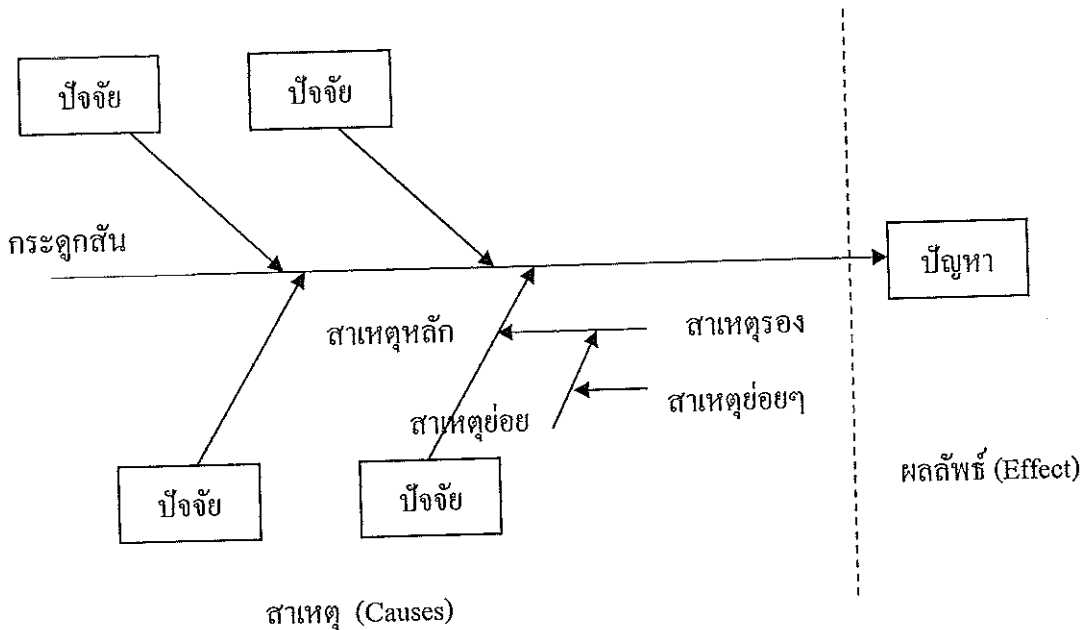 ปัจจัย
ปัจจัย
กระดูกสัน
ปัญหา
สาเหตุหลัก
สาเหตุรอง
สาเหตุย่อย
สาเหตุย่อยๆ
ปัจจัย
ปัจจัย
ผลลัพธ์ (Effect)
สาเหตุ (Causes)